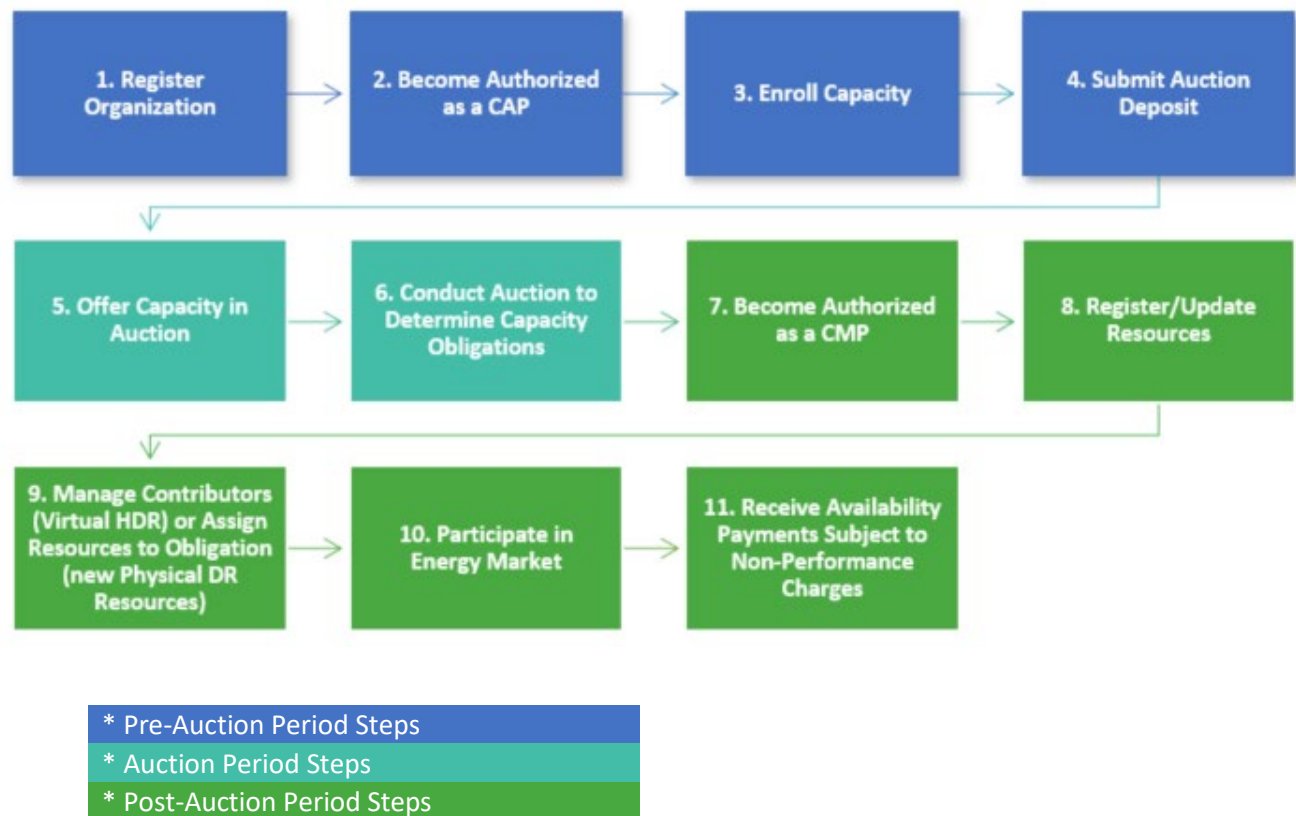 1. Register
Organization
2. Become Authorized
as a CAP
3. Enroll Capacity
4. Submit Auction
Deposit
5. Offer Capacity in
Auction
6. Conduct Auction to
Determine Capacity
Obligations
7. Become Authorized
as a CMP
8. Register/Update
Resources
9. Manage Contributors
(Virtual HDR) or Assign
Resources to Obligation
(new Physical DR
Resources)
10. Participate in
Energy Market
11. Receive Availability
Payments Subject to
Non-Performance
Charges
* Pre-Auction Period Steps
* Auction Period Steps
* Post-Auction Period Steps